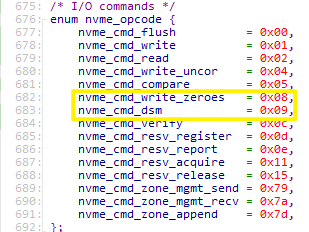 675: /* I/O commands */
676: enum nvme_opcode {
677: nvme_cmd_flush = 0x00,
678: nvme_cmd_write = 0x01,
679: nvme_cmd_read = 0x02,
680: nvme_cmd_write_uncor = 0x04,
681: nvme_cmd_compare = 0x05,
682: nvme_cmd_write_zeroes = 0x08,
683: nvme_cmd_dsm = 0x09,
684: nvme_cmd_verify = 0x0c,
685: nvme_cmd_resv_register = 0x0d,
686: nvme_cmd_resv_report = 0x0e,
687: nvme_cmd_resv_acquire = 0x11,
688: nvme_cmd_resv_release = 0x15,
689: nvme_cmd_zone_mgmt_send = 0x79,
690: nvme_cmd_zone_mgmt_recv = 0x7a,
691: nvme_cmd_zone_append = 0x7d,
692: };